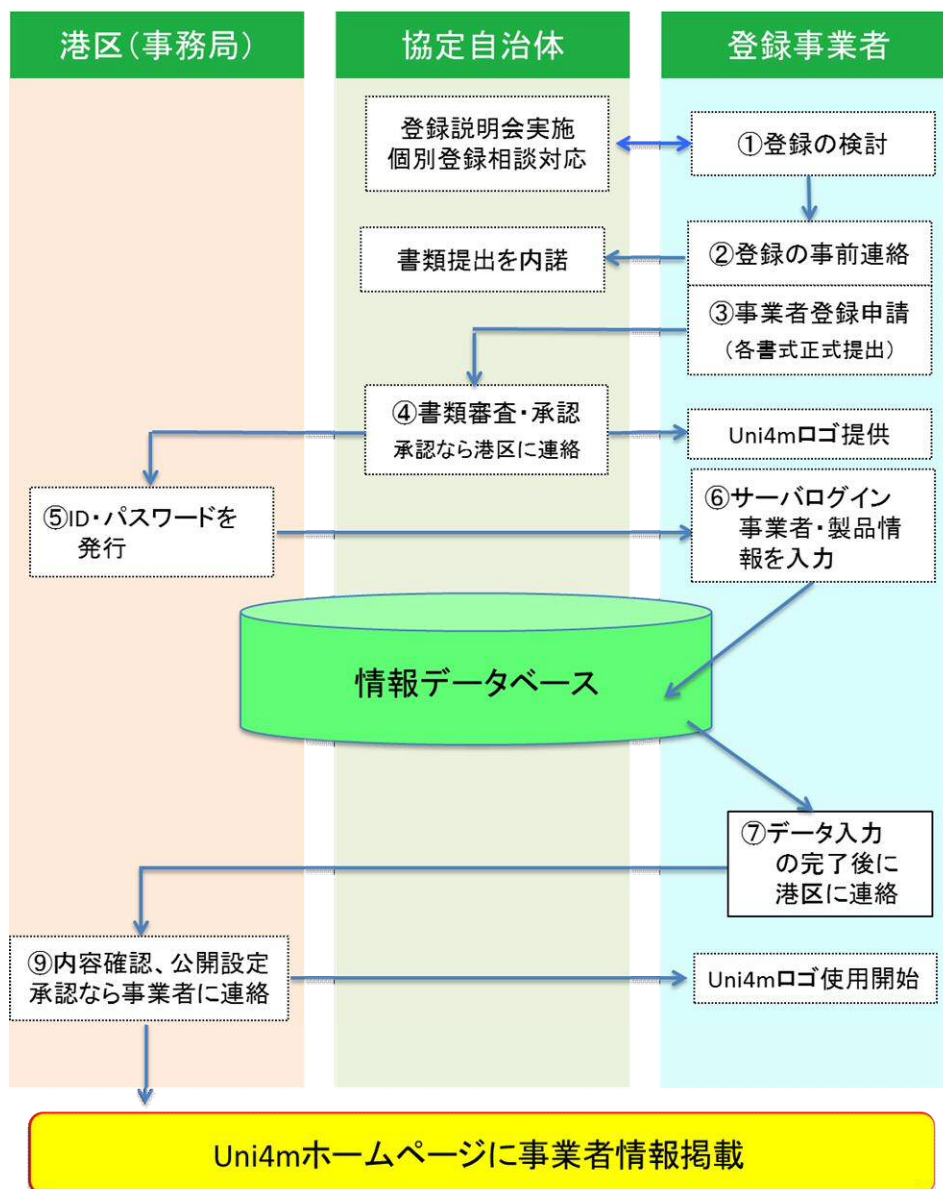 港区(事務局)
協定自治体
登録事業者
登録説明会実施
個別登録相談対応
①登録の検討
書類提出を内諾
②登録の事前連絡
③事業者登録申請
(各書式正式提出)
④書類審査・承認
承認なら港区に連絡
Uni4mロゴ提供
⑤ID・パスワードを
発行
⑥サーバログイン
事業者・製品情
報を入力
情報データベース
⑦データ入力
の完了後に
港区に連絡
⑨内容確認、公開設定
承認なら事業者に連絡
Uni4mロゴ使用開始
Uni4mホームページに事業者情報掲載